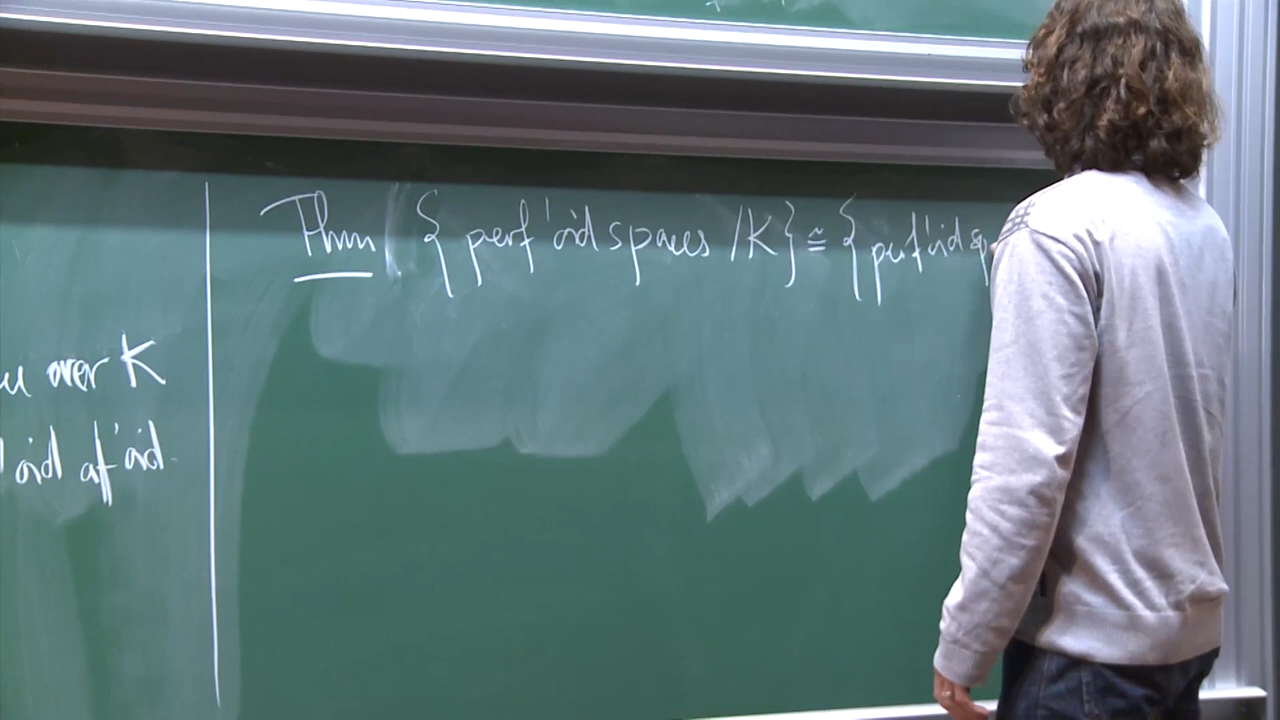 over K
oid af'oid.
Thm { perf'oid spaces /K} ≅ { perf'oid sp